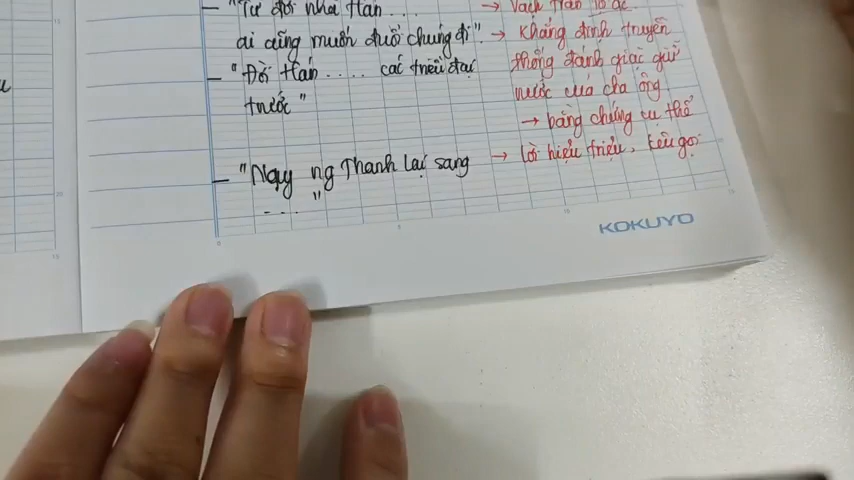 - "Từ đời nhà Hán.... → Vạch trần tội ác
ai cũng muốn đuổi chúng đi" → khẳng định truyền
- "Đời Hán .... các triều đại thống đánh giặc giữ
trước" nước của cha ông
→ bằng chứng cụ thể
- "Nay ng Thanh lại sang → lời hiệu triệu, kêu gọi
...."
KOKUYO